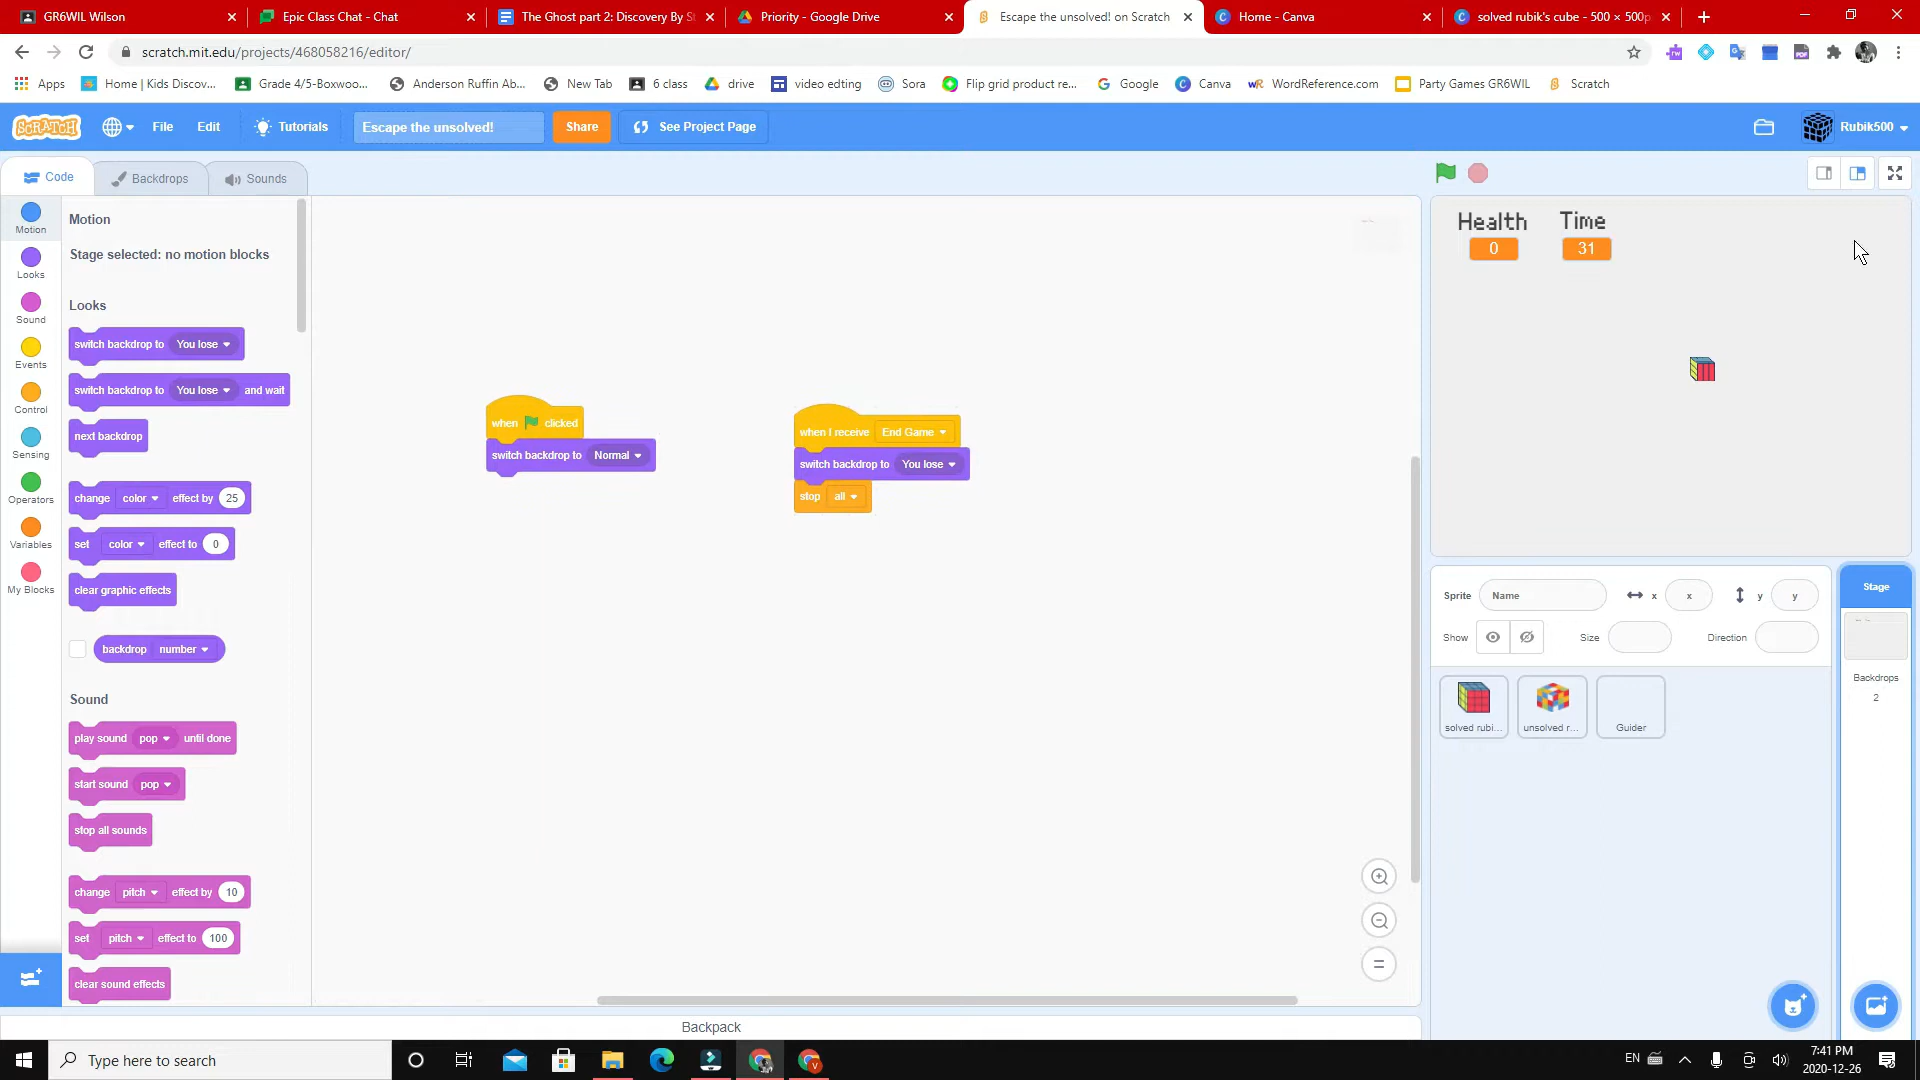 GR6WIL Wilson
Epic Class Chat - Chat
The Ghost part 2: Discovery By S
Priority - Google Drive
Escape the unsolved! on Scratch
Home - Canva
solved rubik's cube - 500 × 500p
scratch.mit.edu/projects/468058216/editor/
Apps
Home | Kids Discov...
Grade 4/5-Boxwoo...
Anderson Ruffin Ab...
New Tab
6 class
drive
video edting
Sora
Flip grid product re...
Google
Canva
WordReference.com
Party Games GR6WIL
Scratch
SCRATCH
File
Edit
Tutorials
Escape the unsolved!
Share
See Project Page
Rubik500
Code
Backdrops
Sounds
Motion
Looks
Sound
Events
Control
Sensing
Operators
Variables
My Blocks
Motion
Stage selected: no motion blocks
Looks
switch backdrop to You lose
switch backdrop to You lose and wait
next backdrop
change color effect by 25
set color effect to 0
clear graphic effects
backdrop number
Sound
play sound pop until done
start sound pop
stop all sounds
change pitch effect by 10
set pitch effect to 100
clear sound effects
when clicked
switch backdrop to Normal
when I receive End Game
switch backdrop to You lose
stop all
Backpack
Health Time
0 31
Sprite Name x x y y
Show Size Direction
solved rubi...
unsolved r...
Guider
Stage
Backdrops
2
Type here to search
EN
7:41 PM
2020-12-26